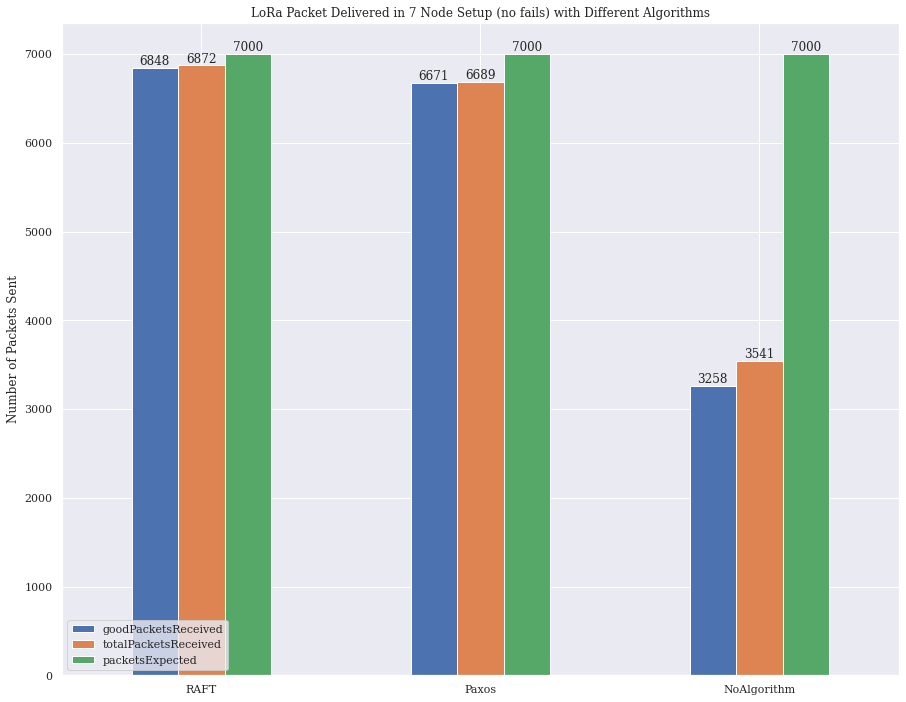 LoRa Packet Delivered in 7 Node Setup (no fails) with Different Algorithms
Number of Packets Sent
7000
6000
5000
4000
3000
2000
1000
0
6848
6872
7000
6671
6689
7000
3258
3541
7000
goodPacketsReceived
totalPacketsReceived
packetsExpected
RAFT
Paxos
NoAlgorithm